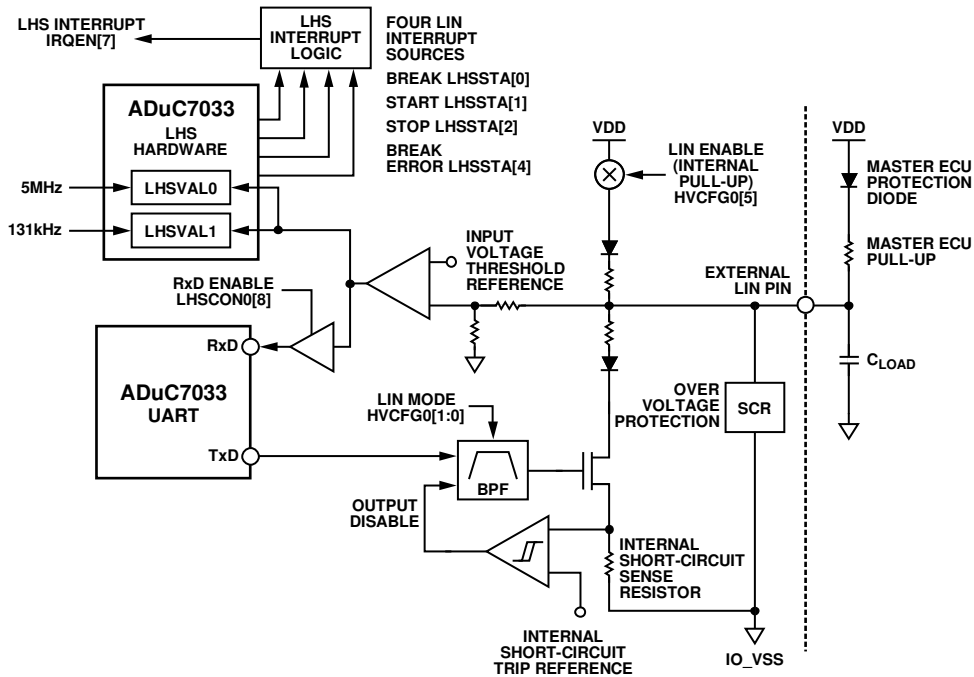 LHS INTERRUPT
IRQEN[7]
LHS
INTERRUPT
LOGIC
FOUR LIN
INTERRUPT
SOURCES
BREAK LHSSTA[0]
START LHSSTA[1]
STOP LHSSTA[2]
BREAK
ERROR LHSSTA[4]
ADuC7033
LHS
HARDWARE
5MHz
LHSVAL0
131kHz
LHSVAL1
VDD
LIN ENABLE
(INTERNAL
PULL-UP)
HVCFG0[5]
VDD
MASTER ECU
PROTECTION
DIODE
MASTER ECU
PULL-UP
INPUT
VOLTAGE
THRESHOLD
REFERENCE
EXTERNAL
LIN PIN
RxD ENABLE
LHSCON0[8]
RxD
ADuC7033
UART
TxD
LIN MODE
HVCFG0[1:0]
BPF
OUTPUT
DISABLE
OVER
VOLTAGE
PROTECTION
SCR
CLOAD
INTERNAL
SHORT-CIRCUIT
SENSE
RESISTOR
INTERNAL
SHORT-CIRCUIT
TRIP REFERENCE
IO_VSS